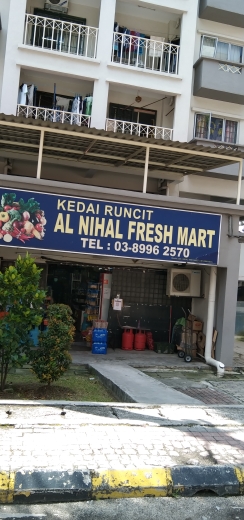 KEDAI RUNCIT
AL NIHAL FRESH MART
TEL : 03-8996 2570